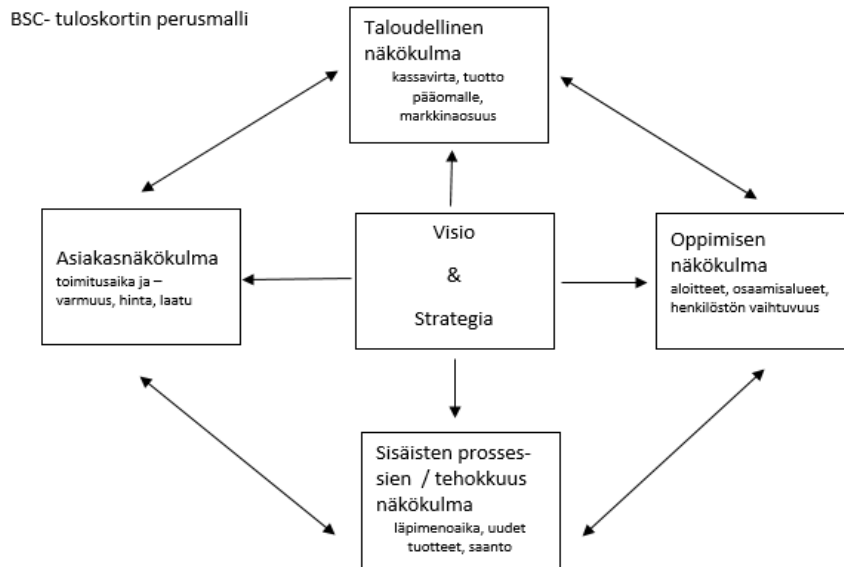 BSC- tuloskortin perusmalli
Taloudellinen
näkökulma
kassavirta, tuotto
pääomalle,
markkinaosuus
Asiakasnäkökulma
toimitusaika ja –
varmuus, hinta, laatu
Visio
&
Strategia
Oppimisen
näkökulma
aloitteet, osaamisalueet,
henkilöstön vaihtuvuus
Sisäisten prosses-
sien / tehokkuus
näkökulma
läpimenoaika, uudet
tuotteet, saanto